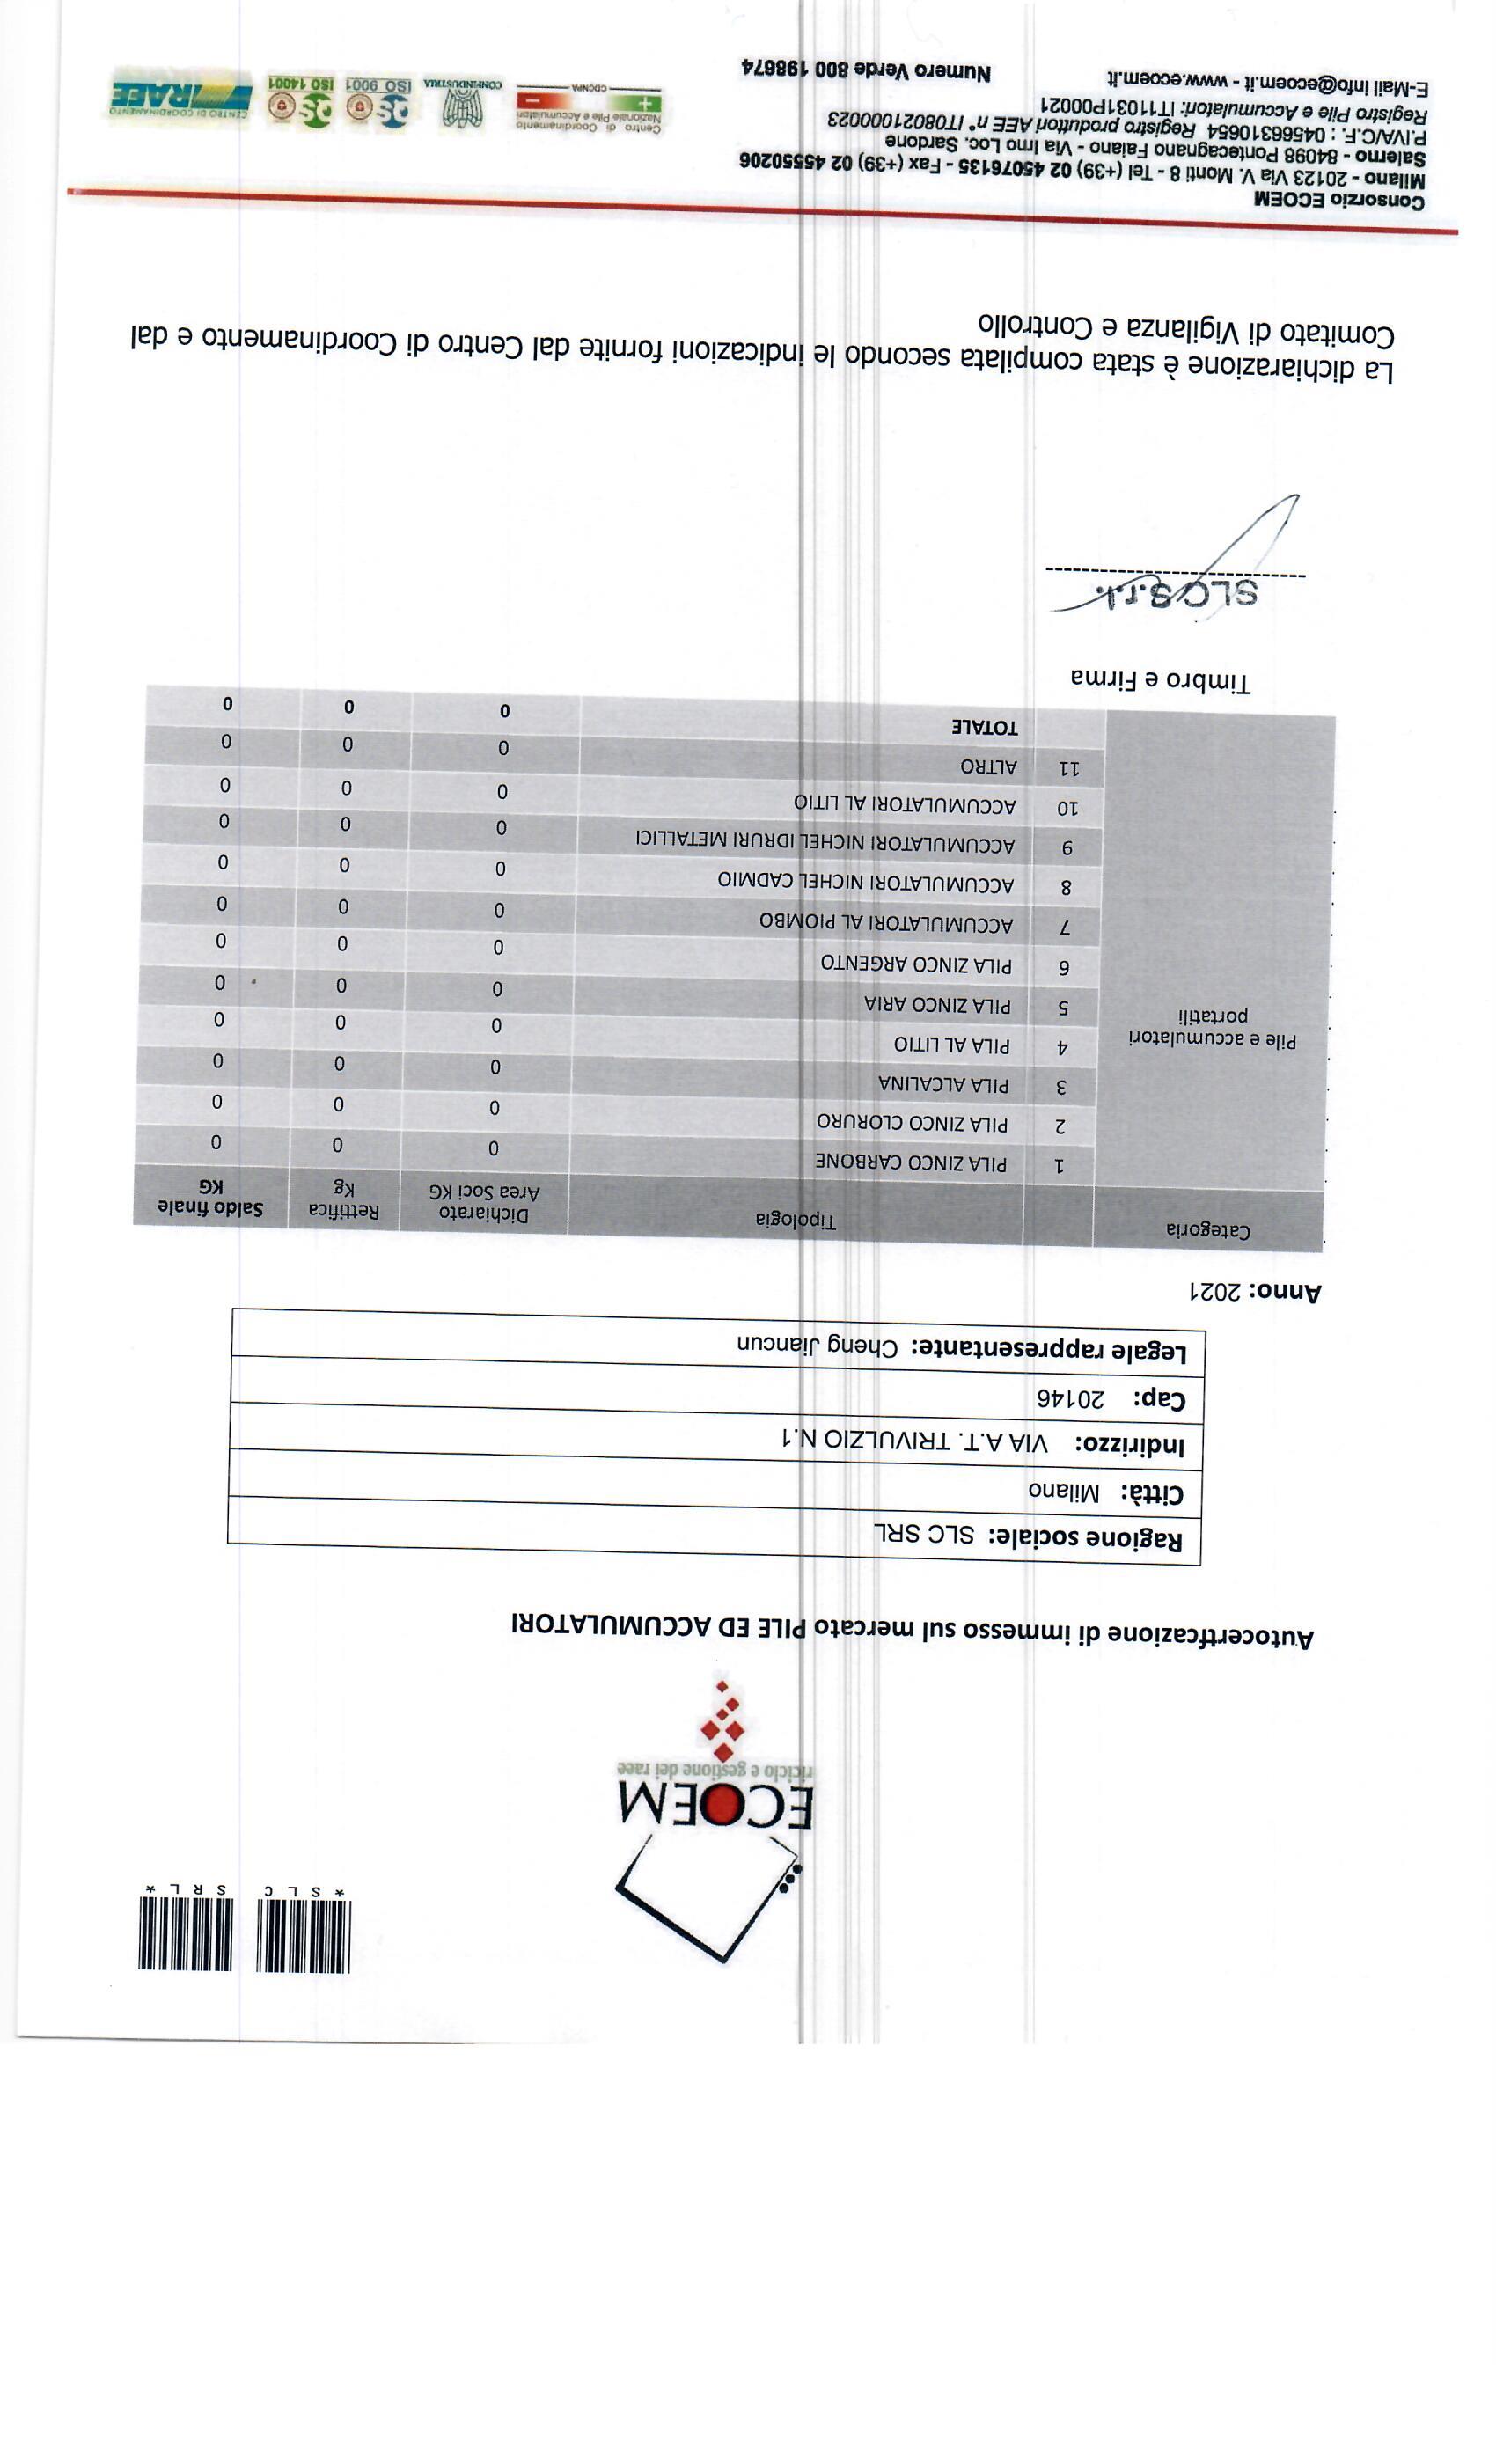 * S L C   S R L *
ECOEM
riciclo e gestione dei raee
Autocertfcazione di immesso sul mercato PILE ED ACCUMULATORI
Ragione sociale: SLC SRL
Città: Milano
Indirizzo: VIA A.T. TRIVULZIO N.1
Cap: 20146
Legale rappresentante: Cheng Jiancun
Anno: 2021
Categoria Tipologia Dichiarato Area Soci KG Rettifica Kg Saldo finale KG
Pile e accumulatori portatili
1 PILA ZINCO CARBONE 0 0 0
2 PILA ZINCO CLORURO 0 0 0
3 PILA ALCALINA 0 0 0
4 PILA AL LITIO 0 0 0
5 PILA ZINCO ARIA 0 0 0
6 PILA ZINCO ARGENTO 0 0 0
7 ACCUMULATORI AL PIOMBO 0 0 0
8 ACCUMULATORI NICHEL CADMIO 0 0 0
9 ACCUMULATORI NICHEL IDRURI METALLICI 0 0 0
10 ACCUMULATORI AL LITIO 0 0 0
11 ALTRO 0 0 0
TOTALE 0 0 0
Timbro e Firma
SLC S.r.l.
La dichiarazione è stata compilata secondo le indicazioni fornite dal Centro di Coordinamento e dal
Comitato di Vigilanza e Controllo
Consorzio ECOEM
Milano - 20123 Via V. Monti 8 - Tel (+39) 02 45076135 - Fax (+39) 02 45550206
Salerno - 84098 Pontecagnano Faiano - Via Irno Loc. Sardone
P.IVA/C.F. : 04566310654 Registro produttori AEE n° IT08021000023
Registro Pile e Accumulatori: IT11031P00021
E-Mail info@ecoem.it - www.ecoem.it Numero Verde 800 198674
Centro di Coordinamento
Nazionale Pile e Accumulatori
CDCNPA
CONFINDUSTRIA
ISO 9001
ISO 14001
CENTRO DI COORDINAMENTO
RAEE